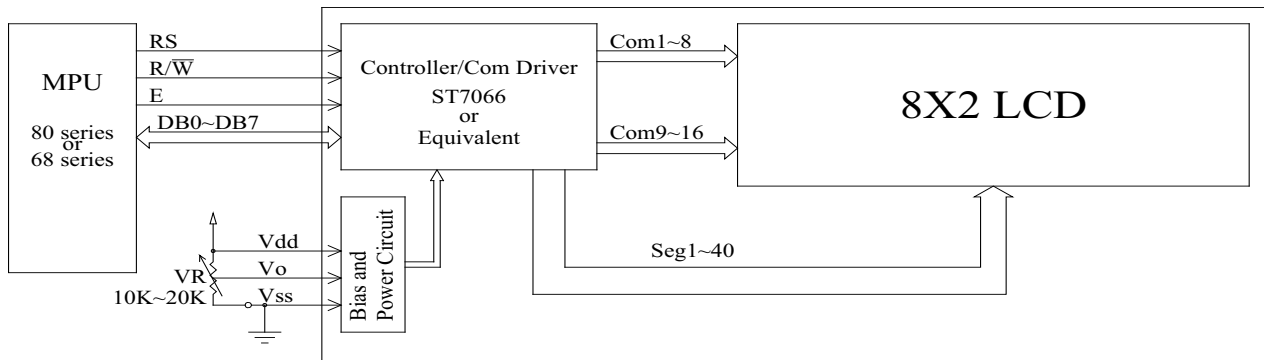 MPU
80 series
or
68 series
RS
R/W̅
E
DB0~DB7
Controller/Com Driver
ST7066
or
Equivalent
Com1~8
Com9~16
8X2 LCD
Seg1~40
Vdd
Vo
Vss
VR
10K~20K
Bias and
Power Circuit